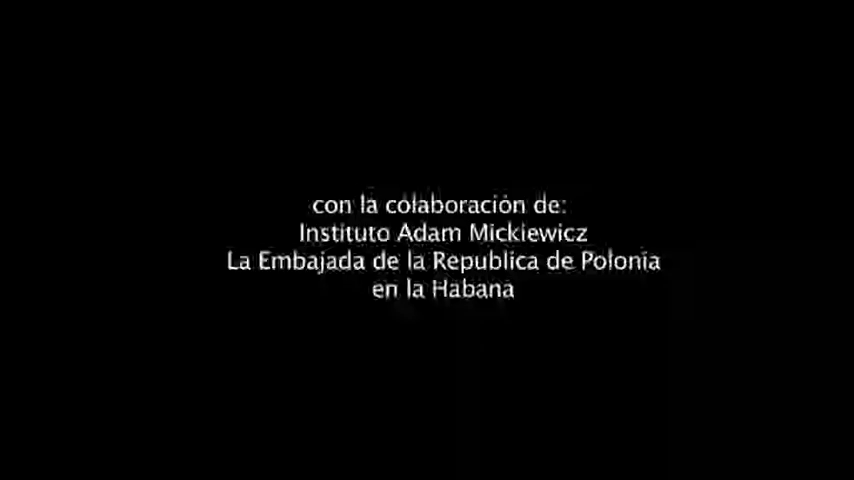 con la colaboración de:
Instituto Adam Mickiewicz
La Embajada de la Republica de Polonia
en la Habana